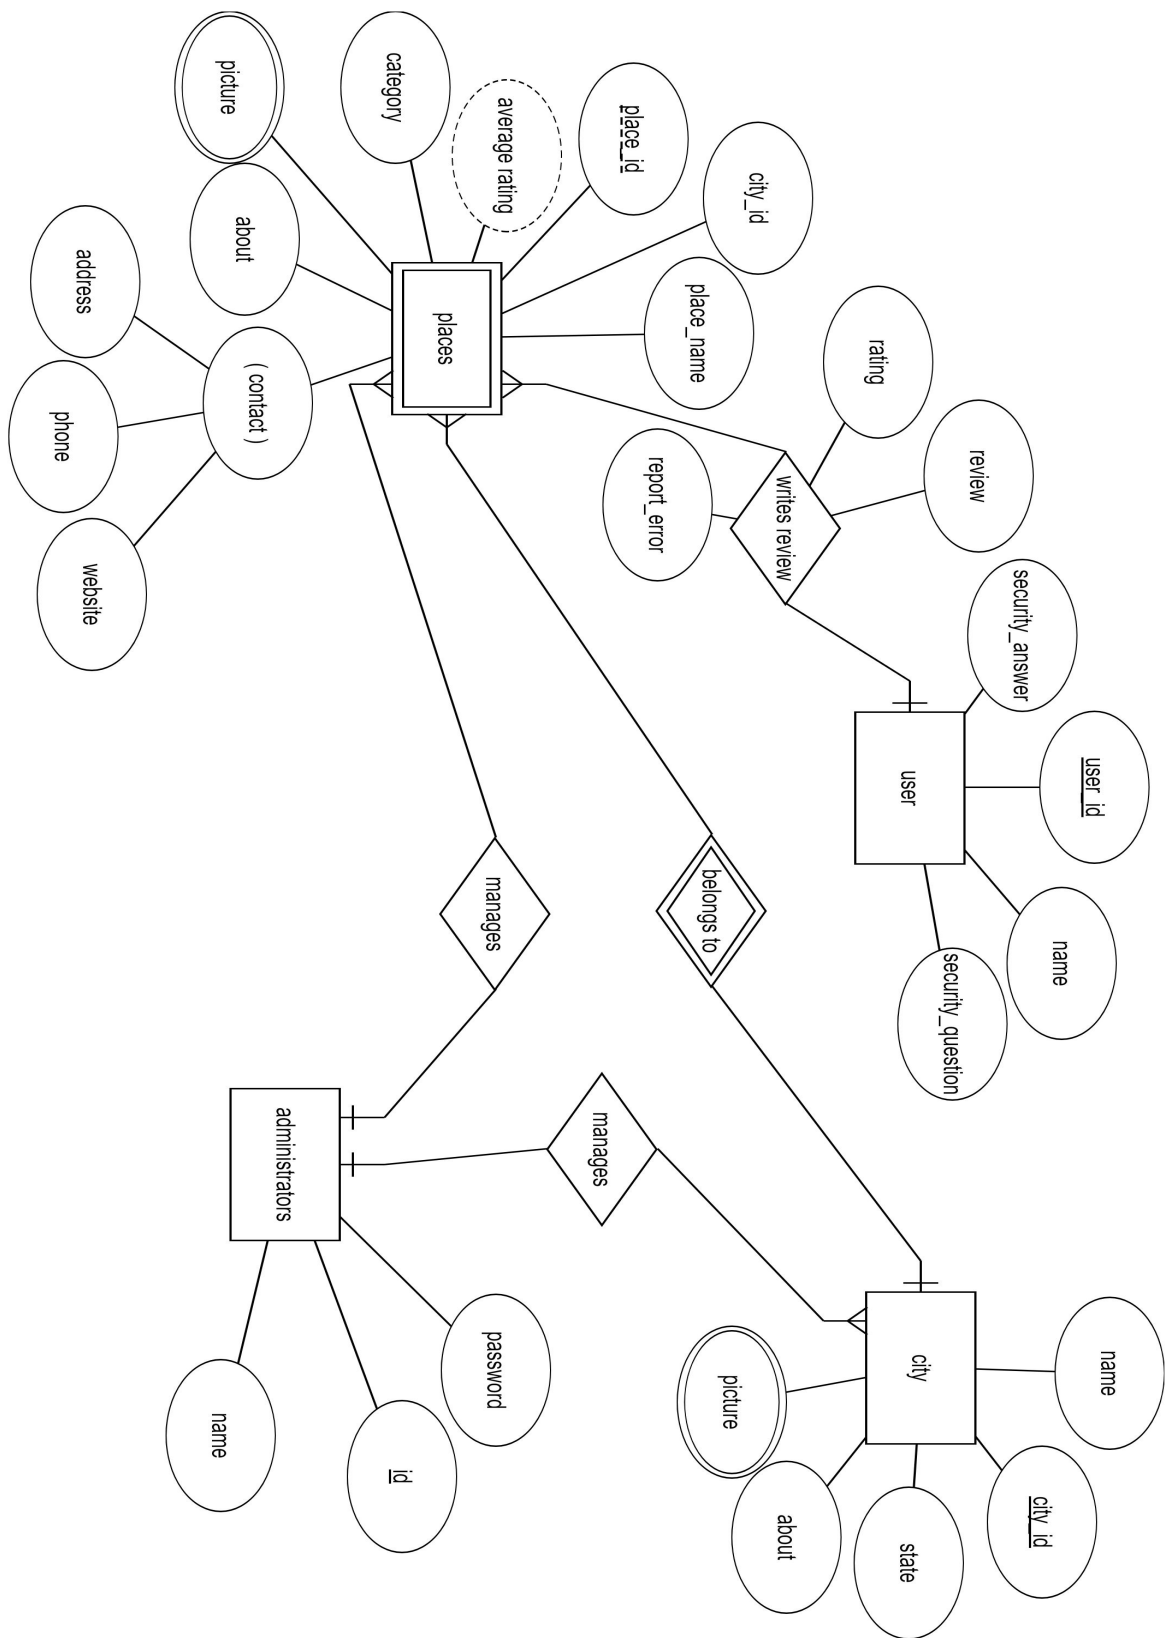 user_id
name
name
security_answer
city_id
review
security_question
user
city
state
rating
writes review
about
city_id
picture
belongs to
place_name
report_error
place_id
manages
average rating
manages
password
places
category
id
administrators
( contact )
about
picture
name
address
website
phone